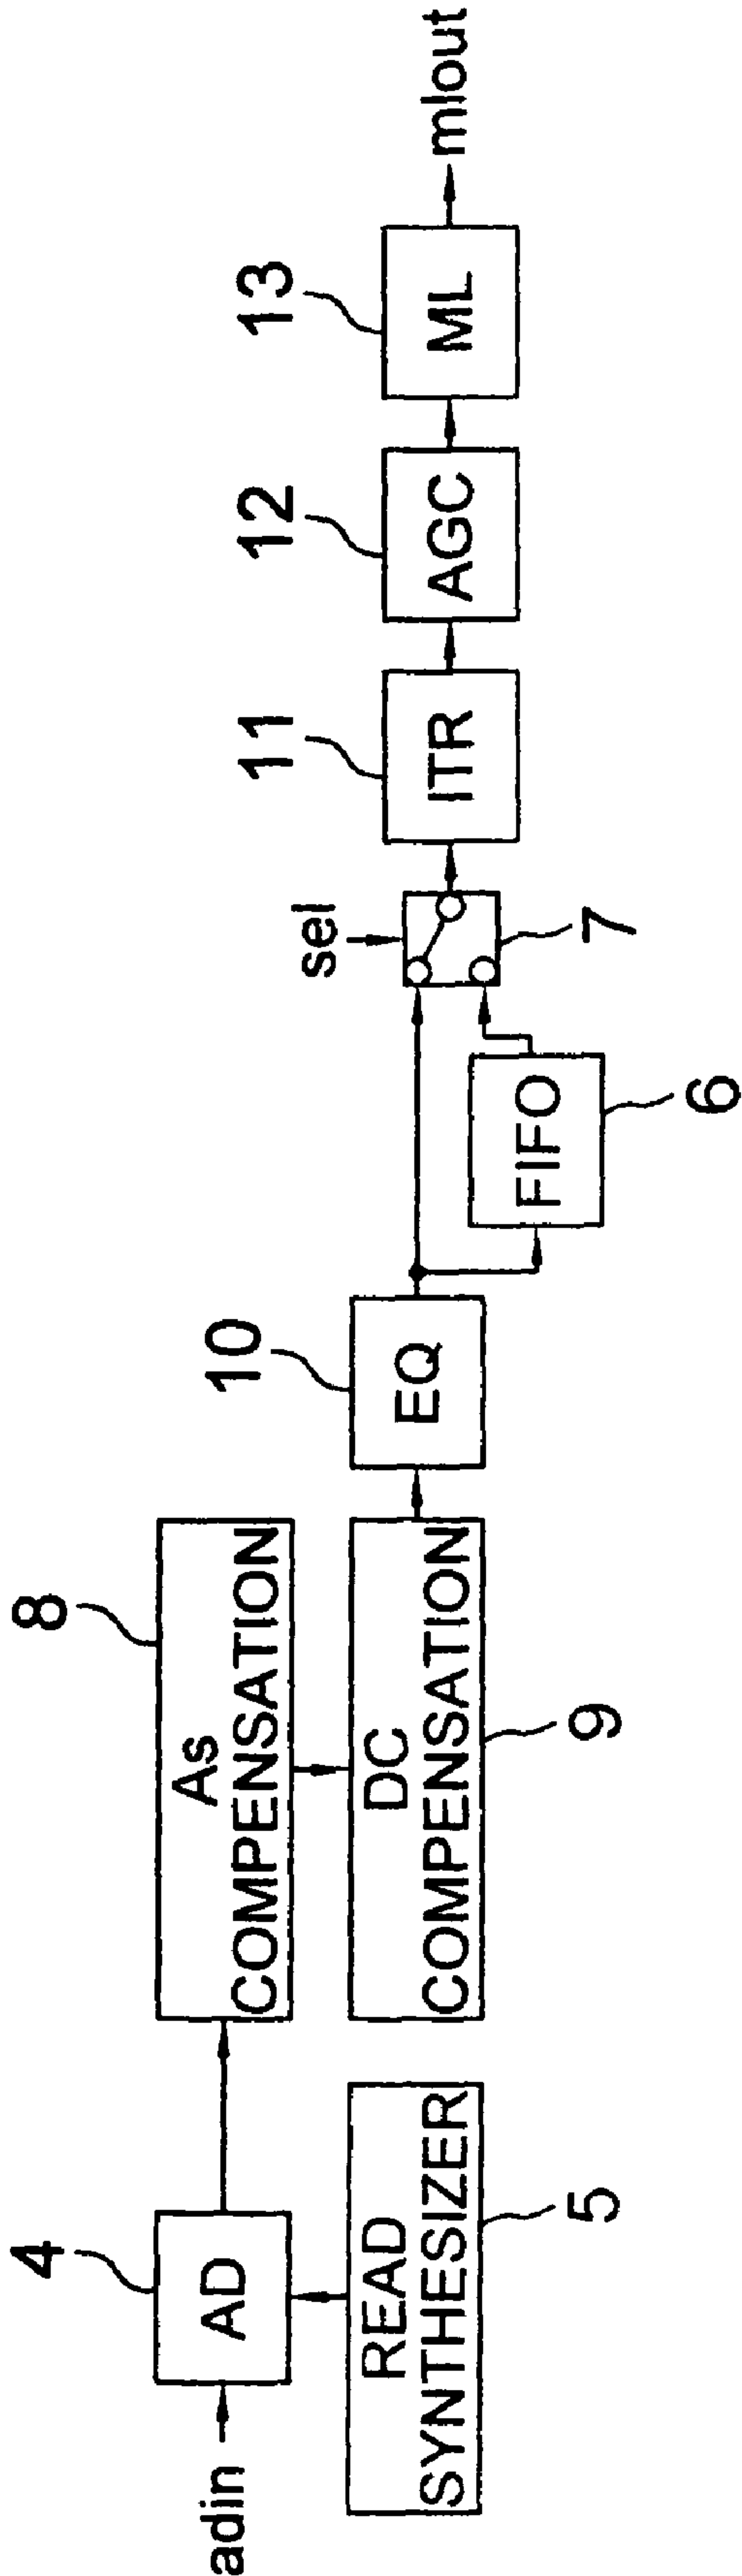 adin
4
AD
READ
SYNTHESIZER
5
8
As
COMPENSATION
DC
COMPENSATION
9
10
EQ
FIFO
6
sel
7
11
ITR
12
AGC
13
ML
mlout